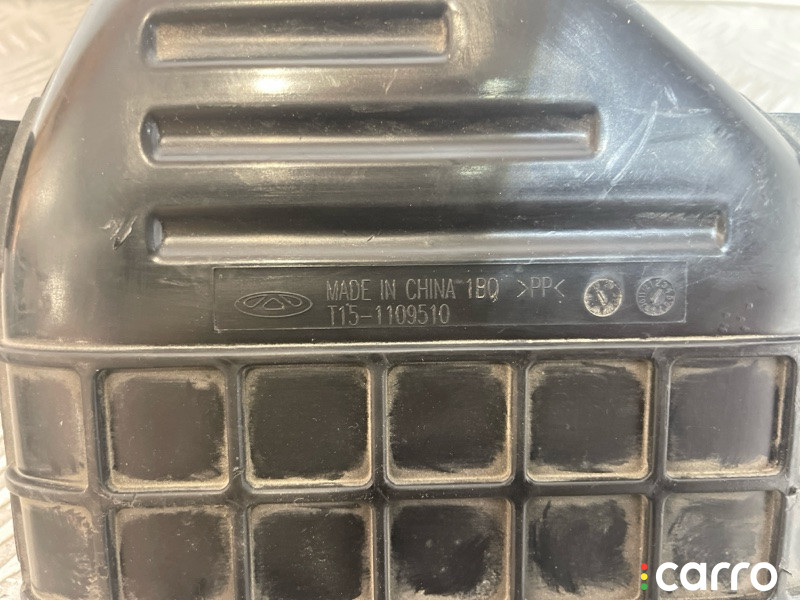 MADE IN CHINA 1BQ >PP<
T15-1109510
carro